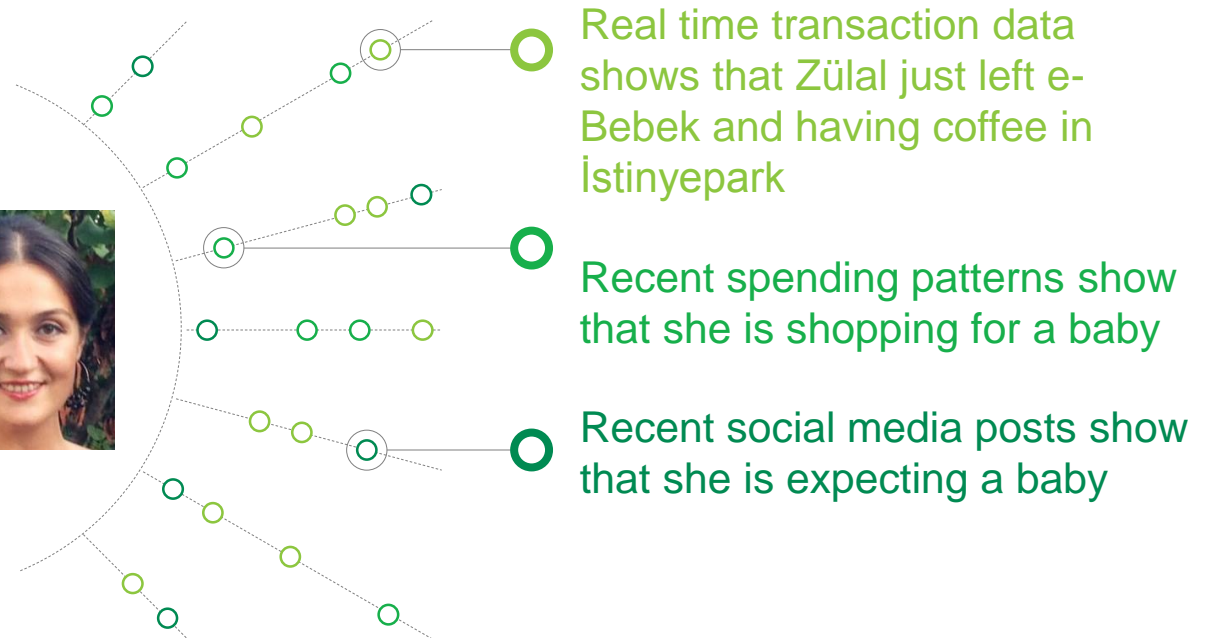 Real time transaction data
shows that Zülal just left e-
Bebek and having coffee in
İstinyepark
Recent spending patterns show
that she is shopping for a baby
Recent social media posts show
that she is expecting a baby